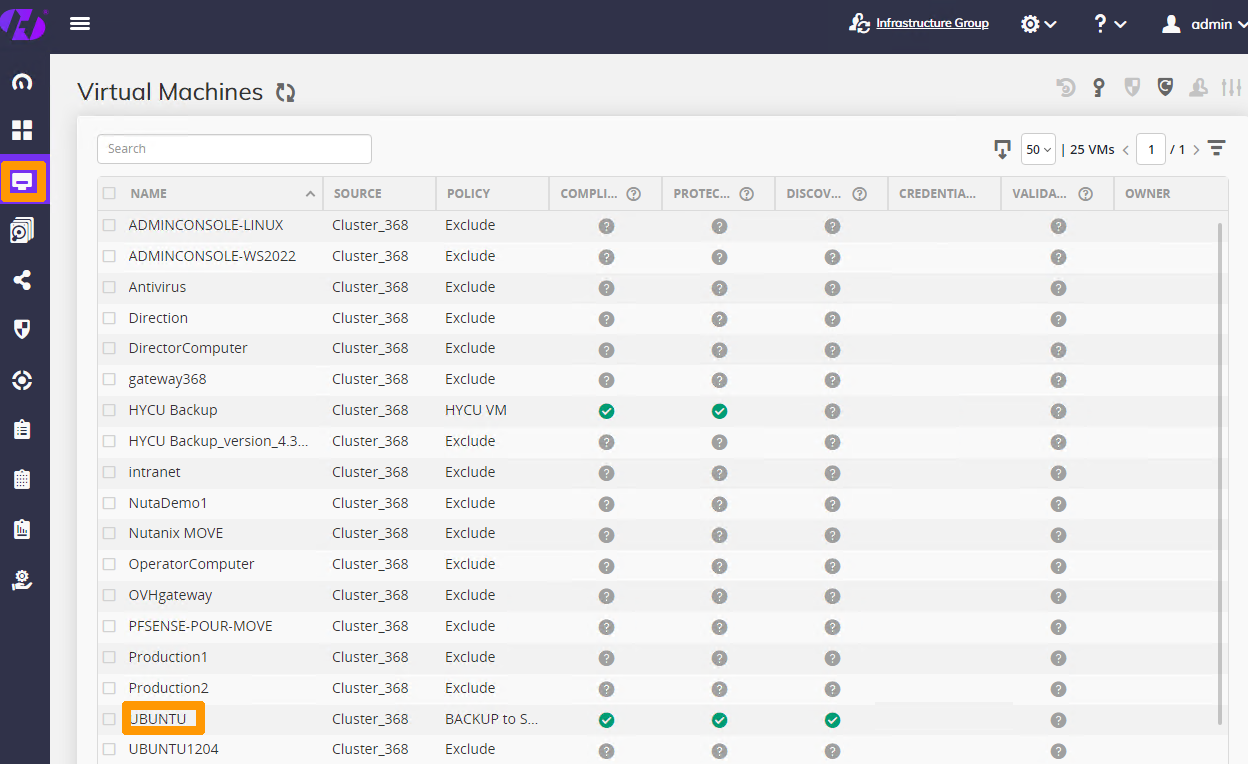 Infrastructure Group
? admin
Virtual Machines
Search
50 | 25 VMs < 1 / 1 >
NAME SOURCE POLICY COMPLI... ? PROTEC... ? DISCOV... ? CREDENTIA... VALIDA... ? OWNER
ADMINCONSOLE-LINUX Cluster_368 Exclude ? ? ? ?
ADMINCONSOLE-WS2022 Cluster_368 Exclude ? ? ? ?
Antivirus Cluster_368 Exclude ? ? ? ?
Direction Cluster_368 Exclude ? ? ? ?
DirectorComputer Cluster_368 Exclude ? ? ? ?
gateway368 Cluster_368 Exclude ? ? ? ?
HYCU Backup Cluster_368 HYCU VM ? ?
HYCU Backup_version_4.3... Cluster_368 Exclude ? ? ? ?
intranet Cluster_368 Exclude ? ? ? ?
NutaDemo1 Cluster_368 Exclude ? ? ? ?
Nutanix MOVE Cluster_368 Exclude ? ? ? ?
OperatorComputer Cluster_368 Exclude ? ? ? ?
OVHgateway Cluster_368 Exclude ? ? ? ?
PFSENSE-POUR-MOVE Cluster_368 Exclude ? ? ? ?
Production1 Cluster_368 Exclude ? ? ? ?
Production2 Cluster_368 Exclude ? ? ? ?
UBUNTU Cluster_368 BACKUP to S... ?
UBUNTU1204 Cluster_368 Exclude ? ? ? ?